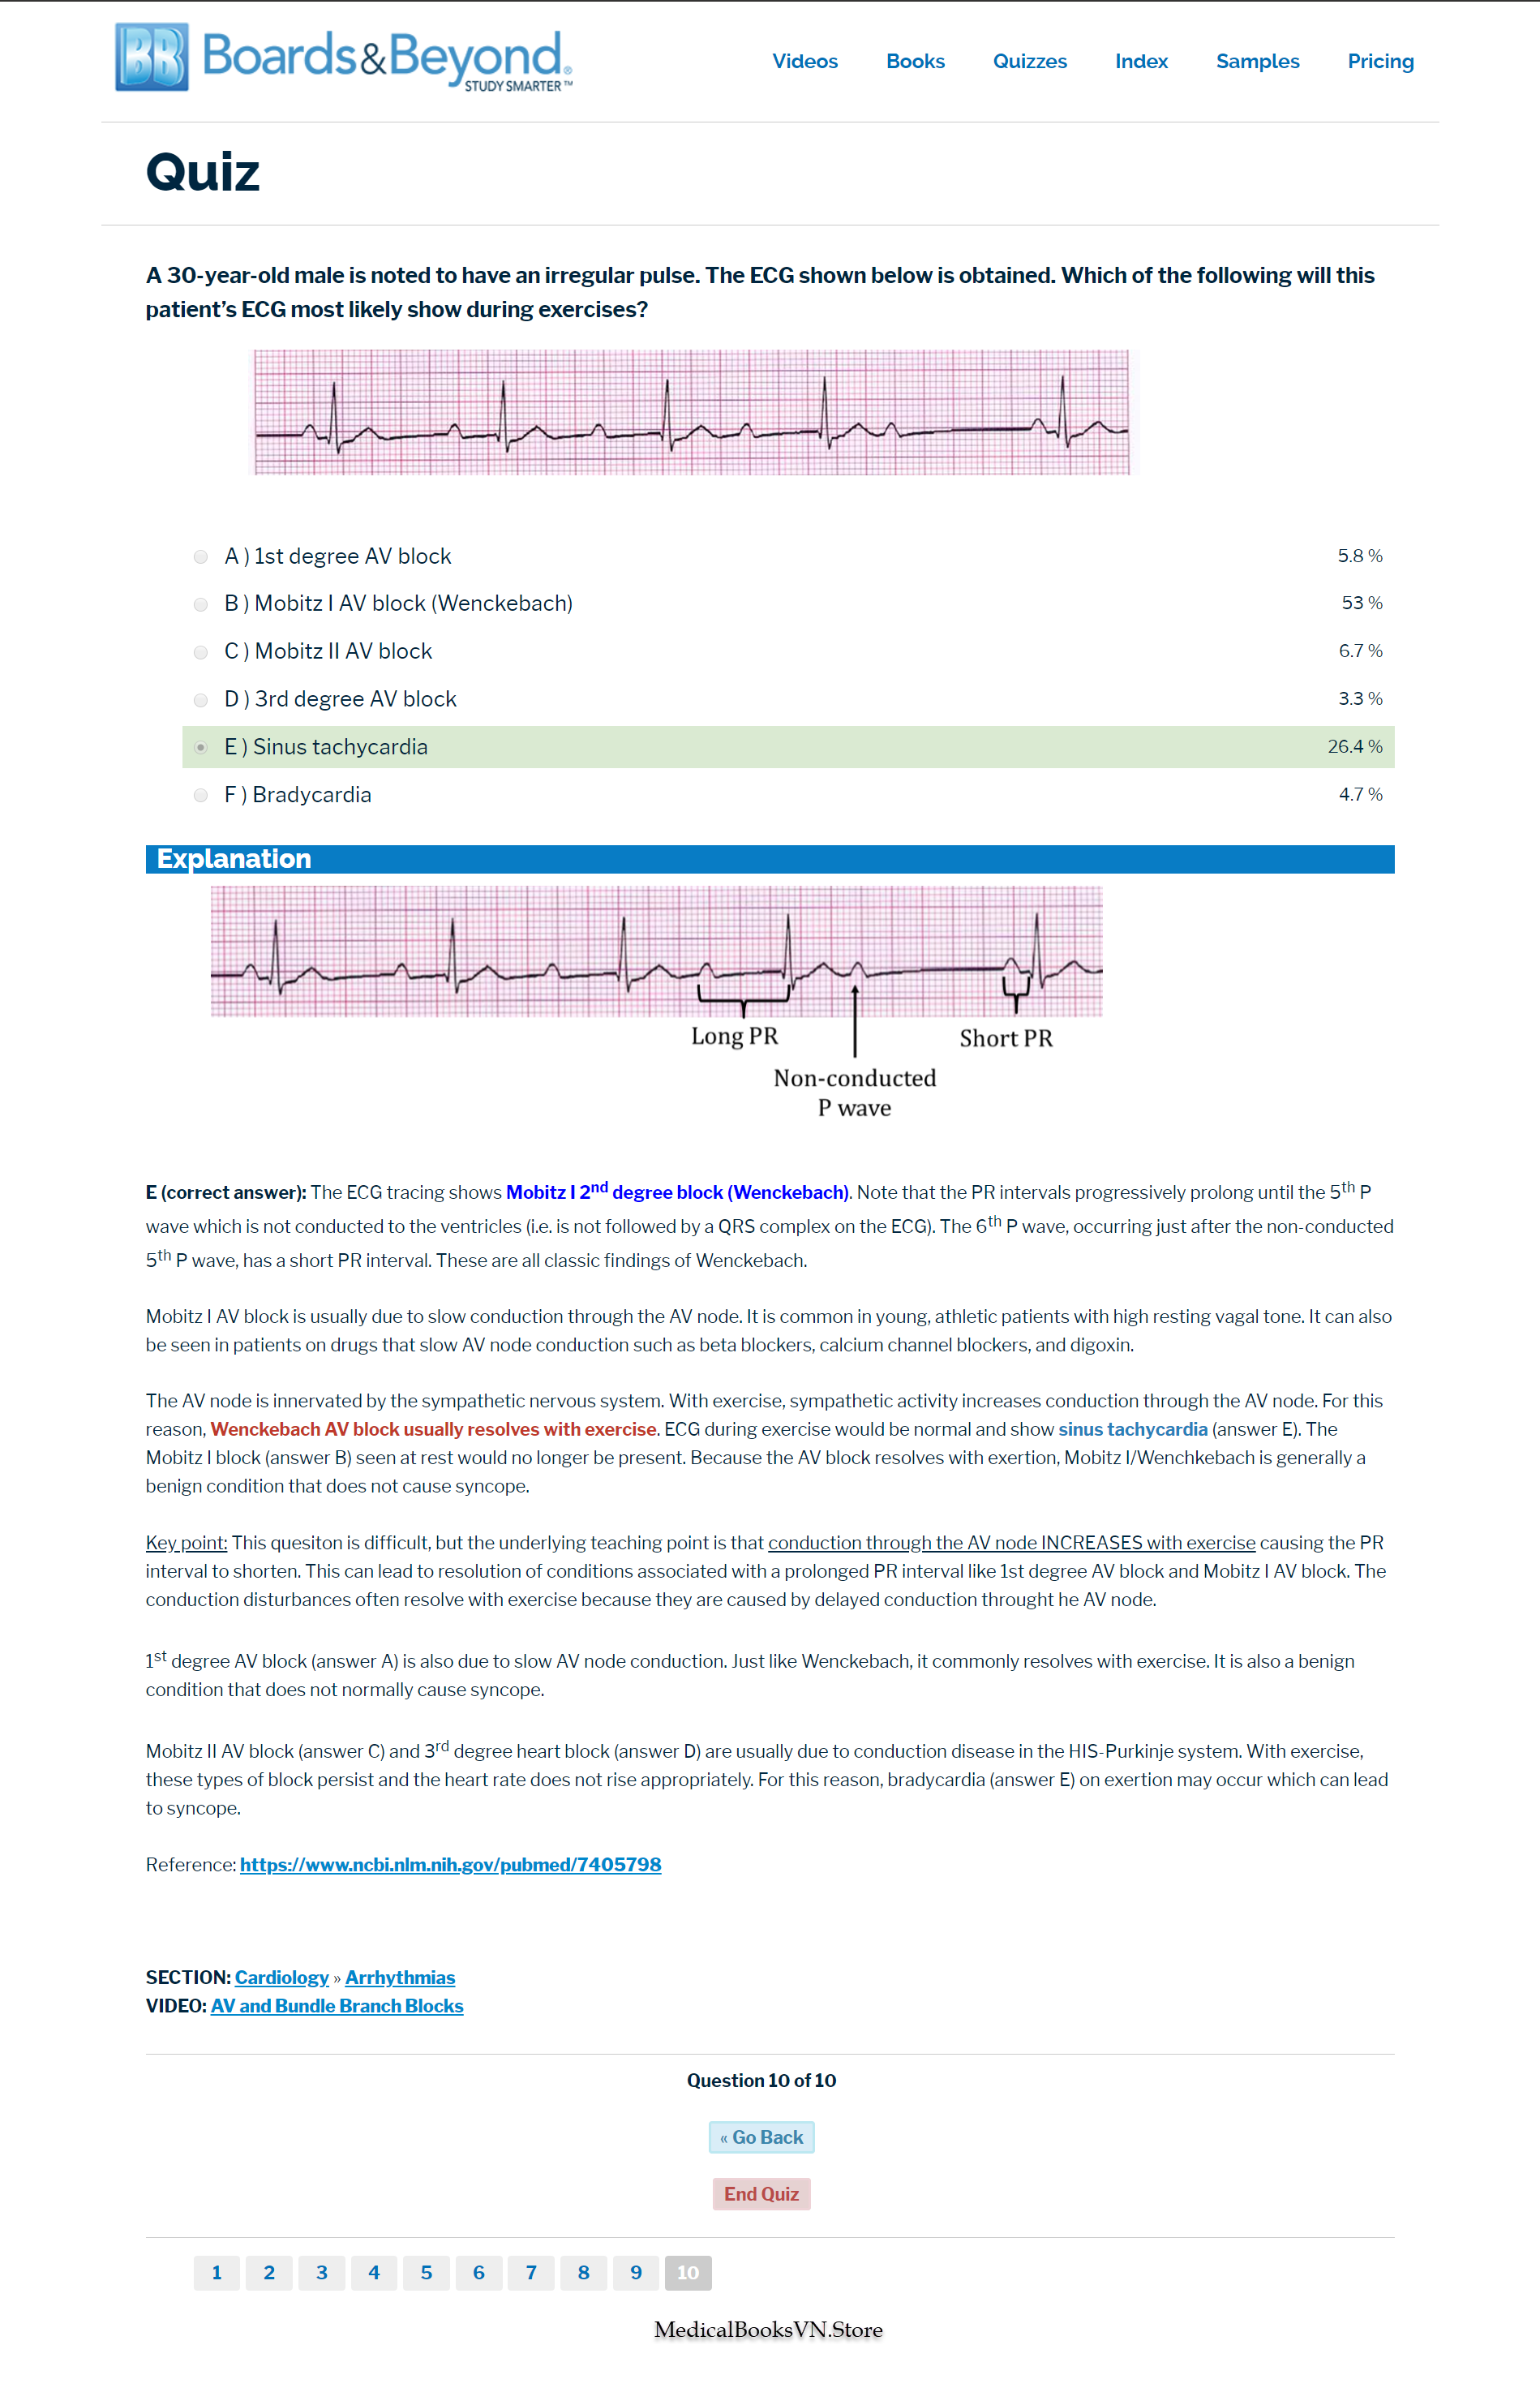 BB Boards&Beyond®
STUDY SMARTER™
Videos Books Quizzes Index Samples Pricing
Quiz
A 30-year-old male is noted to have an irregular pulse. The ECG shown below is obtained. Which of the following will this
patient’s ECG most likely show during exercises?
A ) 1st degree AV block 5.8 %
B ) Mobitz I AV block (Wenckebach) 53 %
C ) Mobitz II AV block 6.7 %
D ) 3rd degree AV block 3.3 %
E ) Sinus tachycardia 26.4 %
F ) Bradycardia 4.7 %
Explanation
Long PR
Short PR
Non-conducted
P wave
E (correct answer): The ECG tracing shows Mobitz I 2nd degree block (Wenckebach). Note that the PR intervals progressively prolong until the 5th P
wave which is not conducted to the ventricles (i.e. is not followed by a QRS complex on the ECG). The 6th P wave, occurring just after the non-conducted
5th P wave, has a short PR interval. These are all classic findings of Wenckebach.
Mobitz I AV block is usually due to slow conduction through the AV node. It is common in young, athletic patients with high resting vagal tone. It can also
be seen in patients on drugs that slow AV node conduction such as beta blockers, calcium channel blockers, and digoxin.
The AV node is innervated by the sympathetic nervous system. With exercise, sympathetic activity increases conduction through the AV node. For this
reason, Wenckebach AV block usually resolves with exercise. ECG during exercise would be normal and show sinus tachycardia (answer E). The
Mobitz I block (answer B) seen at rest would no longer be present. Because the AV block resolves with exertion, Mobitz I/Wenchkebach is generally a
benign condition that does not cause syncope.
Key point: This quesiton is difficult, but the underlying teaching point is that conduction through the AV node INCREASES with exercise causing the PR
interval to shorten. This can lead to resolution of conditions associated with a prolonged PR interval like 1st degree AV block and Mobitz I AV block. The
conduction disturbances often resolve with exercise because they are caused by delayed conduction throught he AV node.
1st degree AV block (answer A) is also due to slow AV node conduction. Just like Wenckebach, it commonly resolves with exercise. It is also a benign
condition that does not normally cause syncope.
Mobitz II AV block (answer C) and 3rd degree heart block (answer D) are usually due to conduction disease in the HIS-Purkinje system. With exercise,
these types of block persist and the heart rate does not rise appropriately. For this reason, bradycardia (answer E) on exertion may occur which can lead
to syncope.
Reference: https://www.ncbi.nlm.nih.gov/pubmed/7405798
SECTION: Cardiology » Arrhythmias
VIDEO: AV and Bundle Branch Blocks
Question 10 of 10
« Go Back
End Quiz
1 2 3 4 5 6 7 8 9 10
MedicalBooksVN.Store